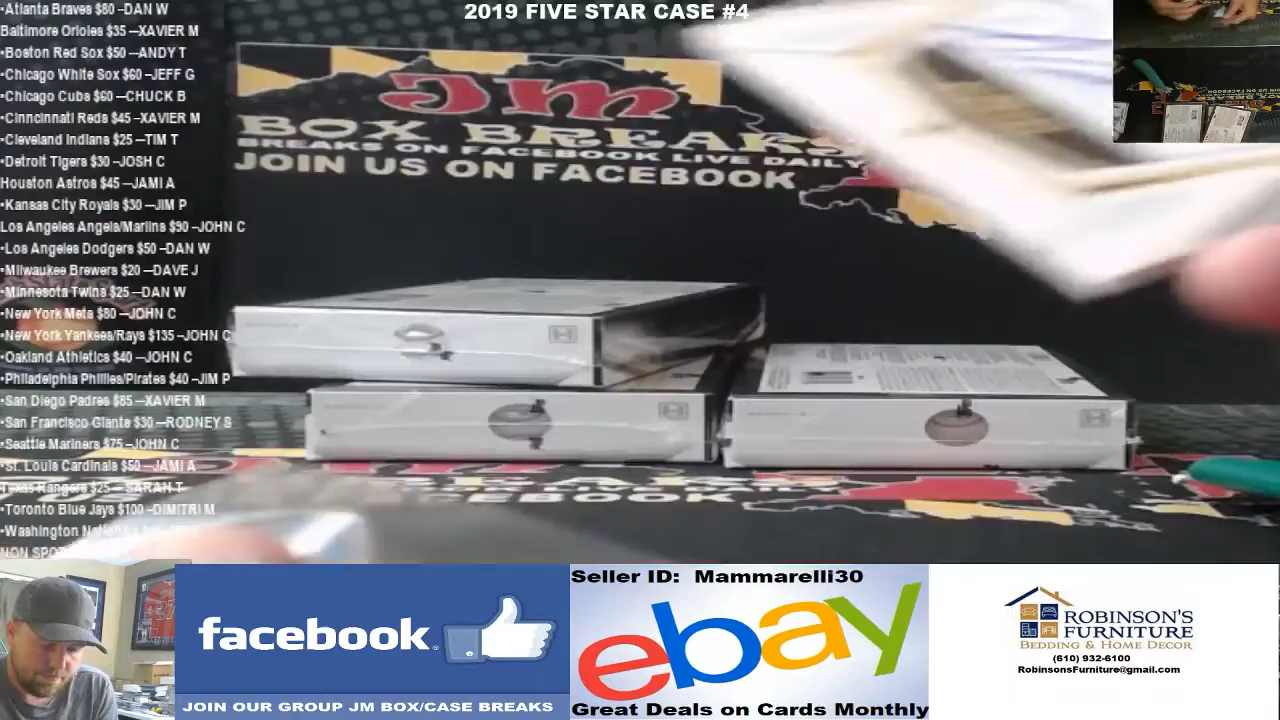 2019 FIVE STAR CASE #4
•Atlanta Braves $80 –DAN W
Baltimore Orioles $35 –XAVIER M
•Boston Red Sox $50 –ANDY T
•Chicago White Sox $60 –JEFF G
•Chicago Cubs $60 –CHUCK B
•Cinncinnati Reds $45 –XAVIER M
•Cleveland Indians $25 –TIM T
•Detroit Tigers $30 –JOSH C
Houston Astros $45 –JAMI A
•Kansas City Royals $30 –JIM P
Los Angeles Angels/Marlins $90 –JOHN C
•Los Angeles Dodgers $50 –DAN W
•Milwaukee Brewers $20 –DAVE J
•Minnesota Twins $25 –DAN W
•New York Mets $80 –JOHN C
•New York Yankees/Rays $135 –JOHN C
•Oakland Athletics $40 –JOHN C
•Philadelphia Phillies/Pirates $40 –JIM P
•San Diego Padres $85 –XAVIER M
•San Francisco Giants $30 –RODNEY S
•Seattle Mariners $75 –JOHN C
•St. Louis Cardinals $50 –JAMI A
Texas Rangers $25 –SARAH T
•Toronto Blue Jays $100 –DIMITRI M
•Washington
NON SPOT
JM
BOX BREAKS
BREAKS ON FACEBOOK LIVE DAILY
JOIN US ON FACEBOOK
facebook.
JOIN OUR GROUP JM BOX/CASE BREAKS
Seller ID: Mammarelli30
ebay
Great Deals on Cards Monthly
ROBINSON'S
FURNITURE
BEDDING & HOME DECOR
(610) 932-6100
RobinsonsFurniture@gmail.com